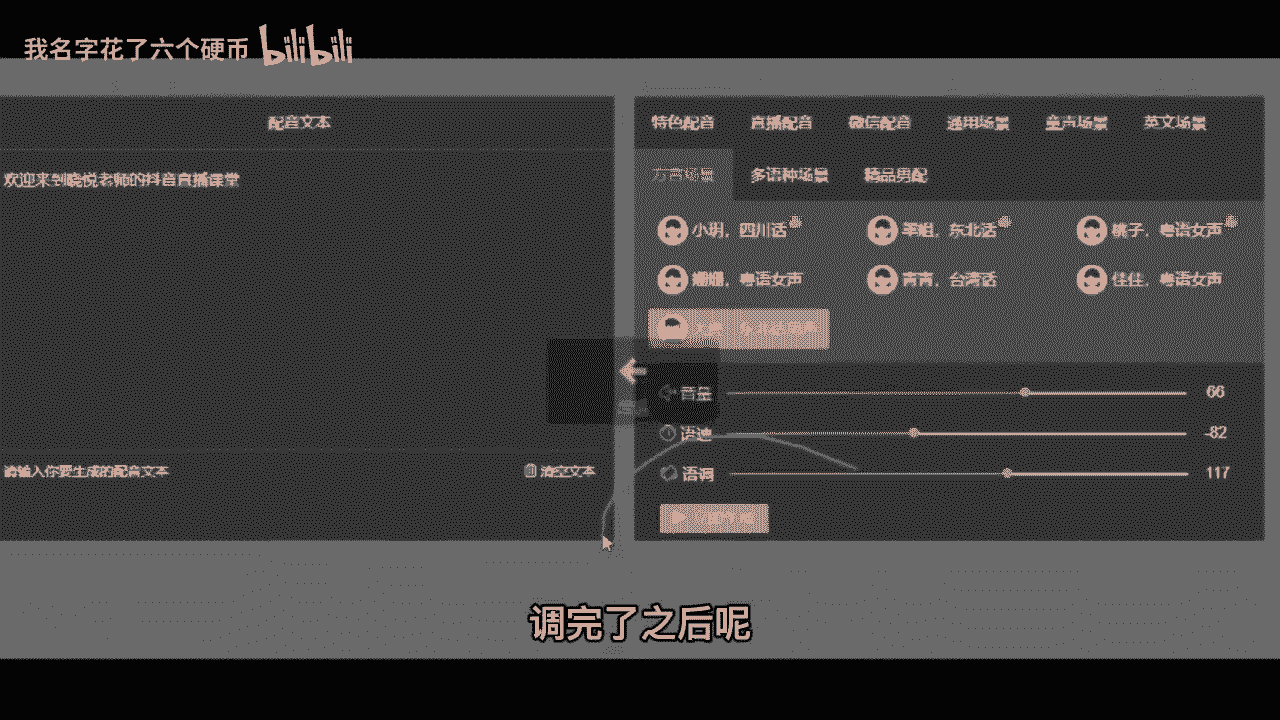 我名字花了六个硬币 bilibili
配音文本
欢迎来到晓悦老师的抖音直播课堂
请输入你要生成的配音文本
清空文本
特色配音 直播配音 微信配音 通用场景 童声场景 英文场景
方言场景 多语种场景 精品男配
小玥，四川话 东北话 桃子，粤语女声
姗姗，粤语女声 青青，台湾话 佳佳，粤语女声
音量 66
语速 -82
语调 117
调完了之后呢